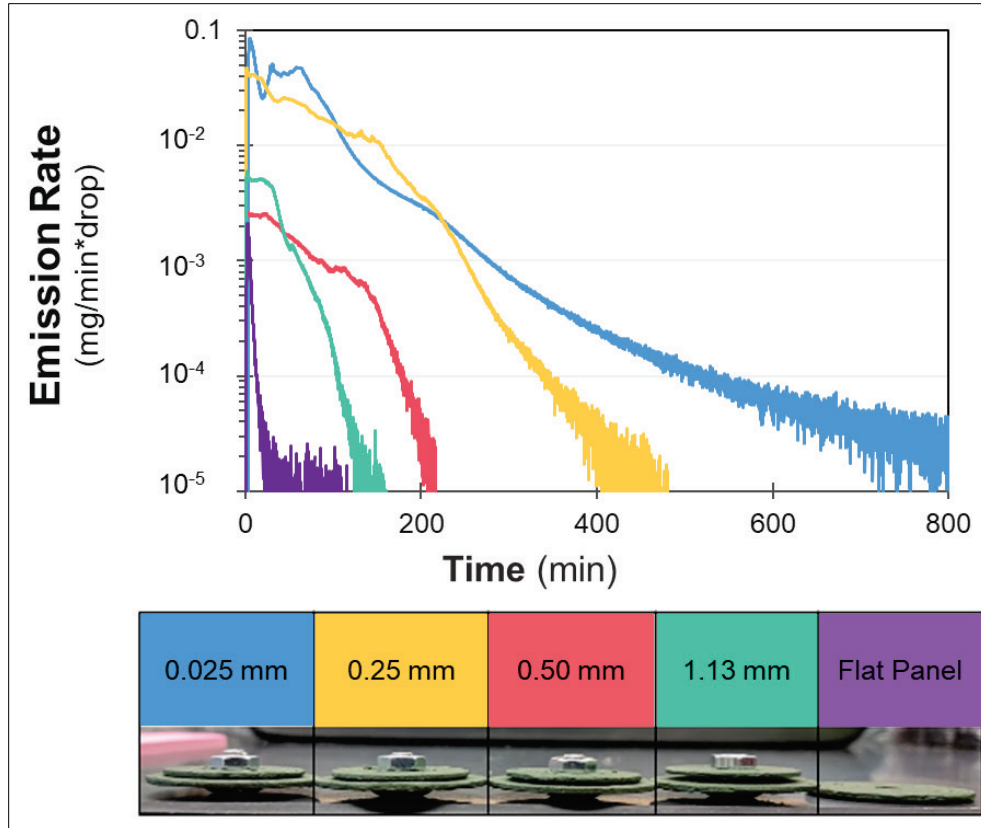 0.1
10-2
10-3
10-4
10-5
Emission Rate
(mg/min*drop)
0 200 400 600 800
Time (min)
0.025 mm 0.25 mm 0.50 mm 1.13 mm Flat Panel